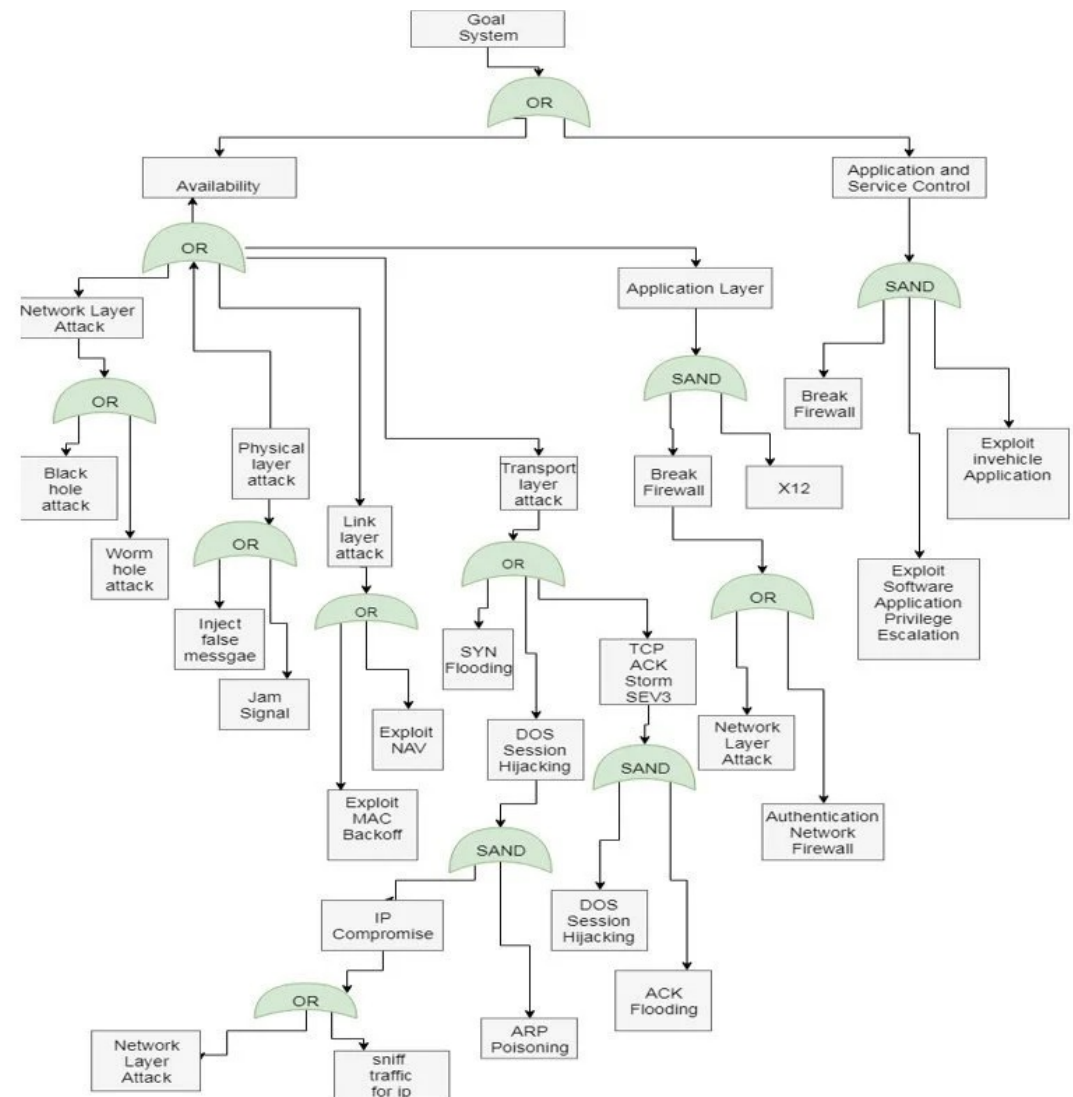 Goal
System
OR
Availability
Application and
Service Control
OR
Application Layer
SAND
Network Layer
Attack
OR
SAND
Break
Firewall
Physical
layer
attack
Exploit
invehicle
Application
Black
hole
attack
Transport
layer
attack
Break
Firewall
X12
Link
layer
attack
Worm
hole
attack
OR
OR
OR
Exploit
Software
Application
Privilege
Escalation
OR
Inject
false
messgae
SYN
Flooding
TCP
ACK
Storm
SEV3
Jam
Signal
Exploit
NAV
DOS
Session
Hijacking
Network
Layer
Attack
SAND
Exploit
MAC
Backoff
Authentication
Network
Firewall
SAND
IP
Compromise
DOS
Session
Hijacking
OR
ACK
Flooding
ARP
Poisoning
Network
Layer
Attack
sniff
traffic
for ip